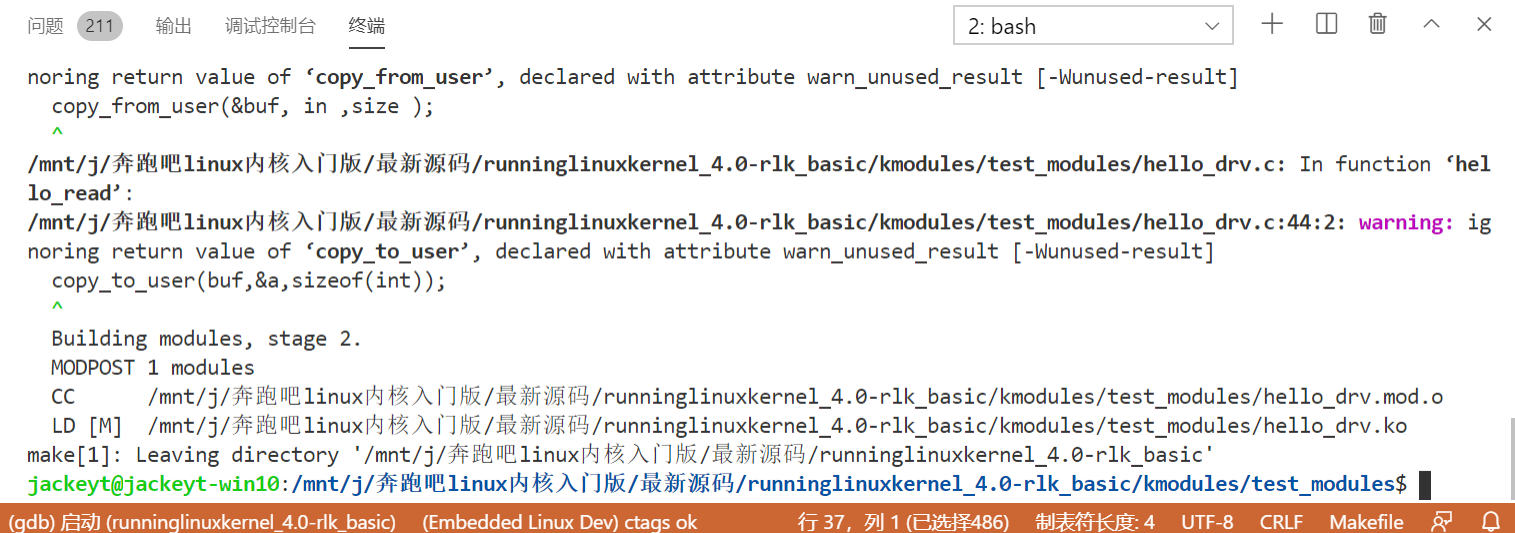 问题 211 输出 调试控制台 终端 2: bash
noring return value of ‘copy_from_user’, declared with attribute warn_unused_result [-Wunused-result]
copy_from_user(&buf, in ,size );
^
/mnt/j/奔跑吧linux内核入门版/最新源码/runninglinuxkernel_4.0-rlk_basic/kmodules/test_modules/hello_drv.c: In function ‘hel
lo_read’:
/mnt/j/奔跑吧linux内核入门版/最新源码/runninglinuxkernel_4.0-rlk_basic/kmodules/test_modules/hello_drv.c:44:2: warning: ig
noring return value of ‘copy_to_user’, declared with attribute warn_unused_result [-Wunused-result]
copy_to_user(buf,&a,sizeof(int));
^
Building modules, stage 2.
MODPOST 1 modules
CC      /mnt/j/奔跑吧linux内核入门版/最新源码/runninglinuxkernel_4.0-rlk_basic/kmodules/test_modules/hello_drv.mod.o
LD [M]  /mnt/j/奔跑吧linux内核入门版/最新源码/runninglinuxkernel_4.0-rlk_basic/kmodules/test_modules/hello_drv.ko
make[1]: Leaving directory '/mnt/j/奔跑吧linux内核入门版/最新源码/runninglinuxkernel_4.0-rlk_basic'
jackeyt@jackeyt-win10:/mnt/j/奔跑吧linux内核入门版/最新源码/runninglinuxkernel_4.0-rlk_basic/kmodules/test_modules$
(gdb) 启动 (runninglinuxkernel_4.0-rlk_basic) (Embedded Linux Dev) ctags ok 行 37，列 1 (已选择486) 制表符长度: 4 UTF-8 CRLF Makefile